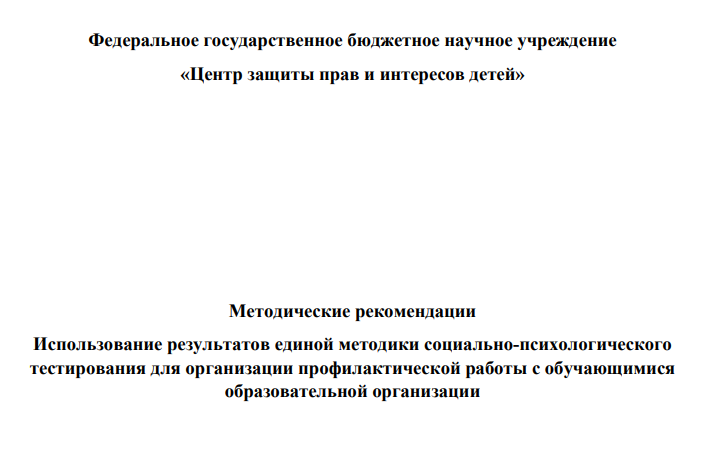 Федеральное государственное бюджетное научное учреждение
«Центр защиты прав и интересов детей»
Методические рекомендации
Использование результатов единой методики социально-психологического
тестирования для организации профилактической работы с обучающимися
образовательной организации